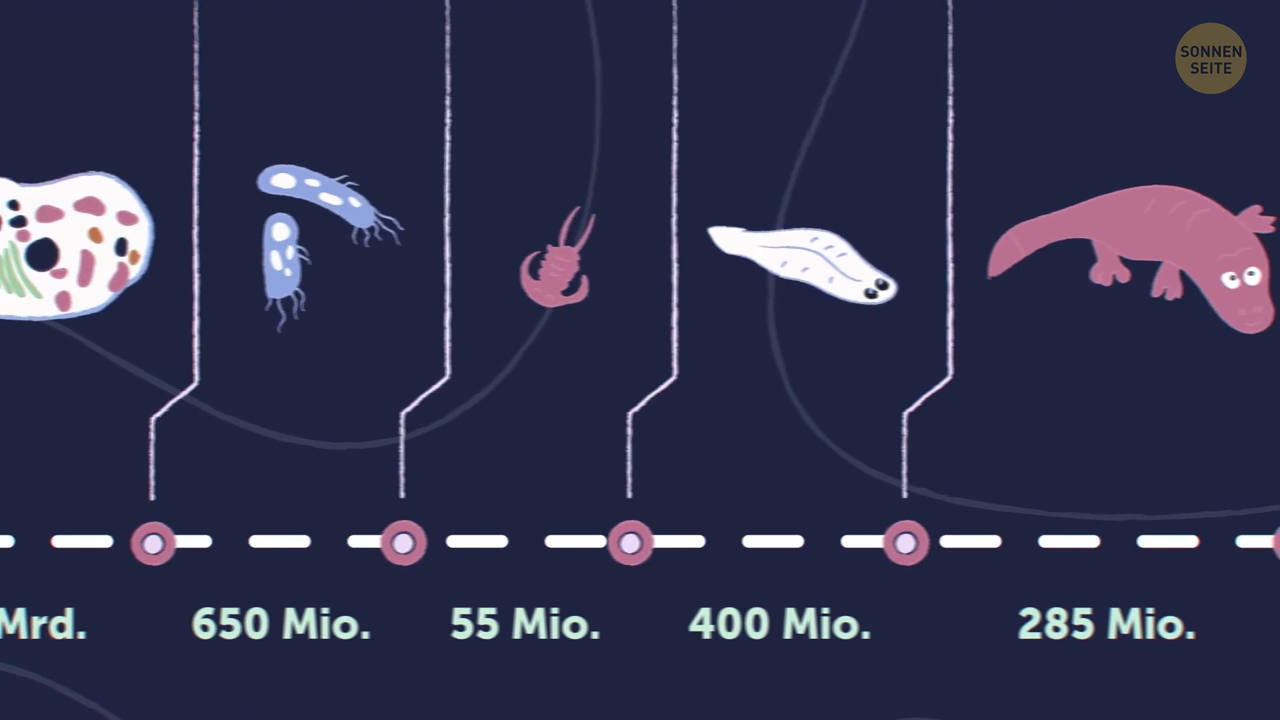 SONNEN
SEITE
Mrd.
650 Mio.
55 Mio.
400 Mio.
285 Mio.